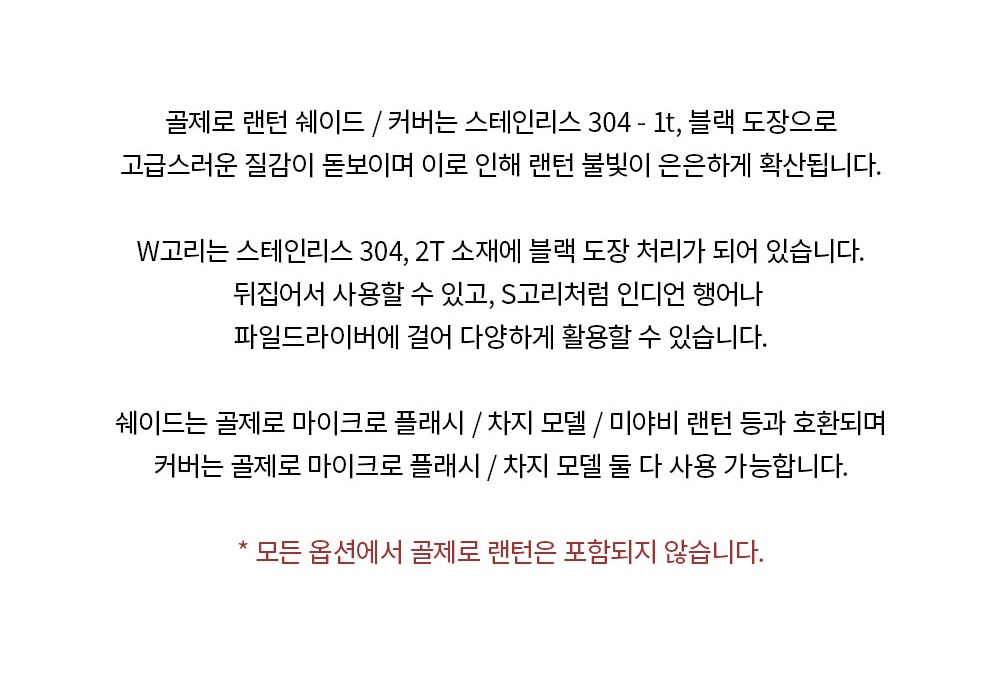 골제로 랜턴 쉐이드 / 커버는 스테인리스 304 - 1t, 블랙 도장으로
고급스러운 질감이 돋보이며 이로 인해 랜턴 불빛이 은은하게 확산됩니다.
W고리는 스테인리스 304, 2T 소재에 블랙 도장 처리가 되어 있습니다.
뒤집어서 사용할 수 있고, S고리처럼 인디언 행어나
파일드라이버에 걸어 다양하게 활용할 수 있습니다.
쉐이드는 골제로 마이크로 플래시 / 차지 모델 / 미야비 랜턴 등과 호환되며
커버는 골제로 마이크로 플래시 / 차지 모델 둘 다 사용 가능합니다.
* 모든 옵션에서 골제로 랜턴은 포함되지 않습니다.